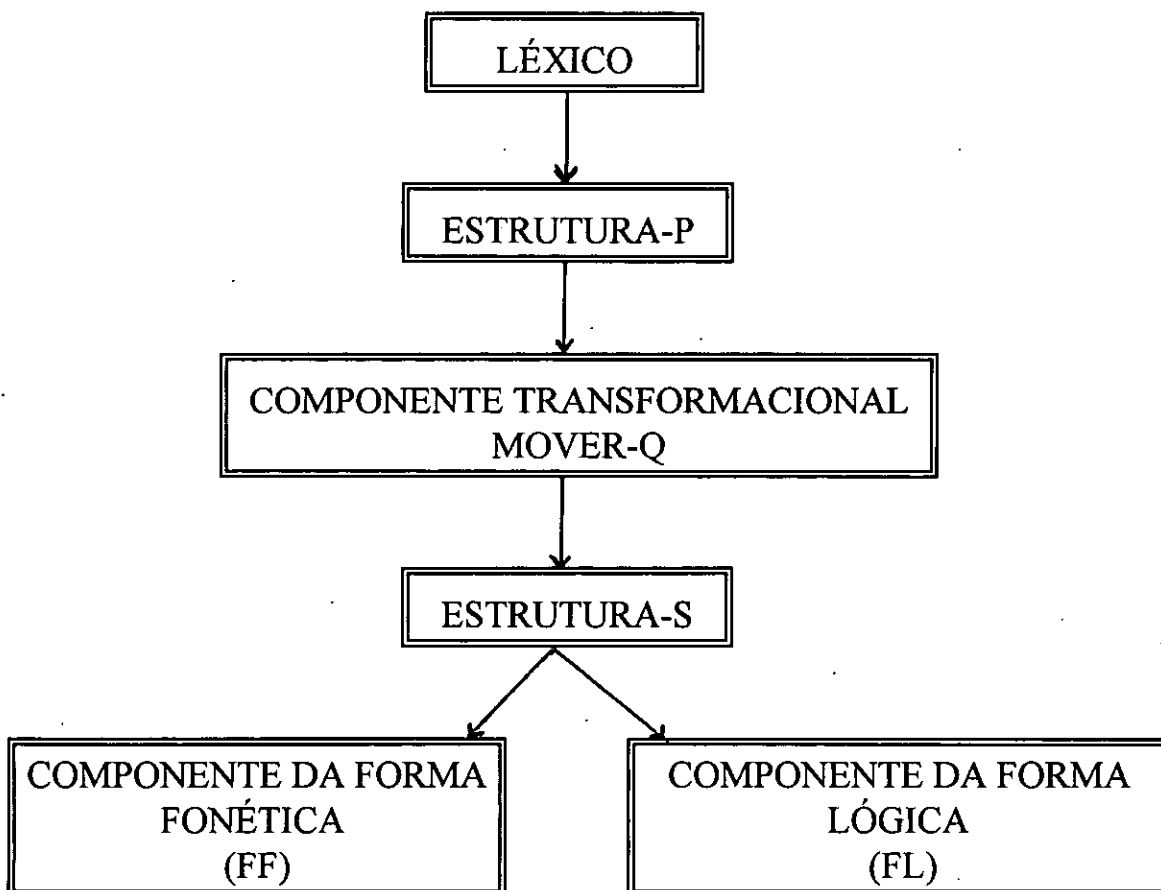 LÉXICO
ESTRUTURA-P
COMPONENTE TRANSFORMACIONAL
MOVER-Q
ESTRUTURA-S
COMPONENTE DA FORMA
FONÉTICA
(FF)
COMPONENTE DA FORMA
LÓGICA
(FL)